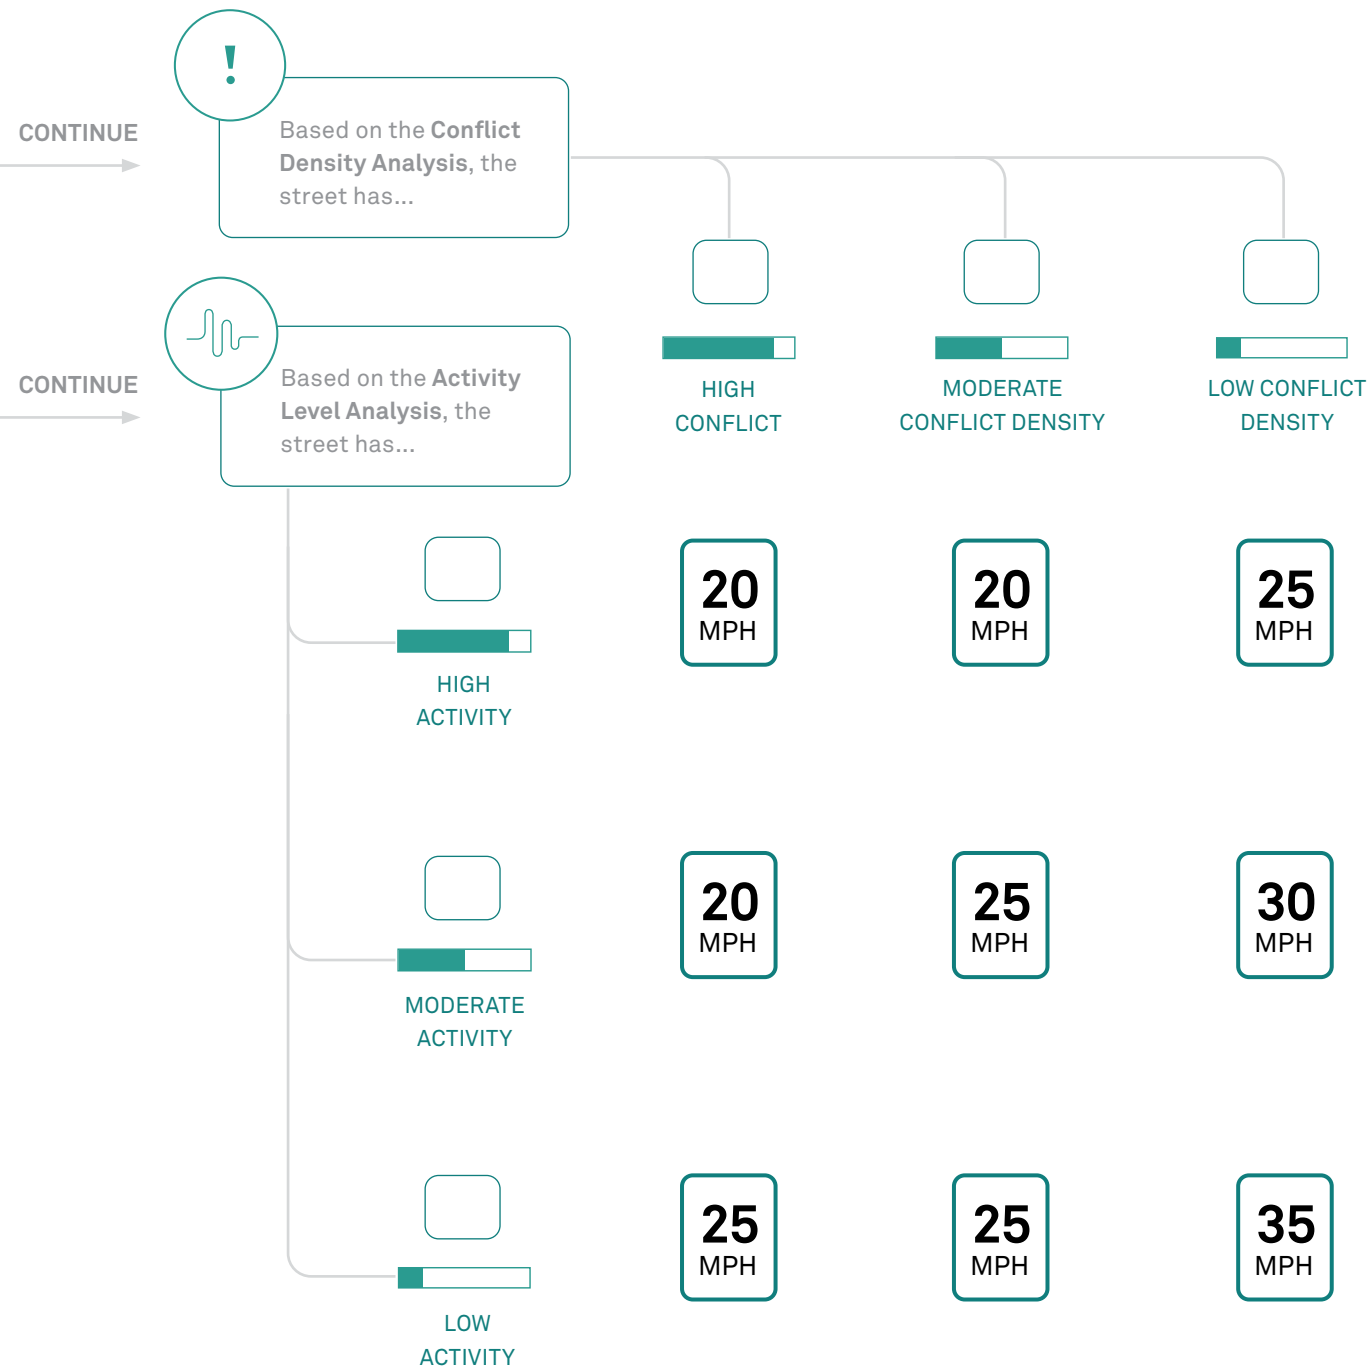 !
CONTINUE
Based on the Conflict
Density Analysis, the
street has...
CONTINUE
Based on the Activity
Level Analysis, the
street has...
HIGH
CONFLICT
MODERATE
CONFLICT DENSITY
LOW CONFLICT
DENSITY
HIGH
ACTIVITY
20
MPH
20
MPH
25
MPH
MODERATE
ACTIVITY
20
MPH
25
MPH
30
MPH
LOW
ACTIVITY
25
MPH
25
MPH
35
MPH